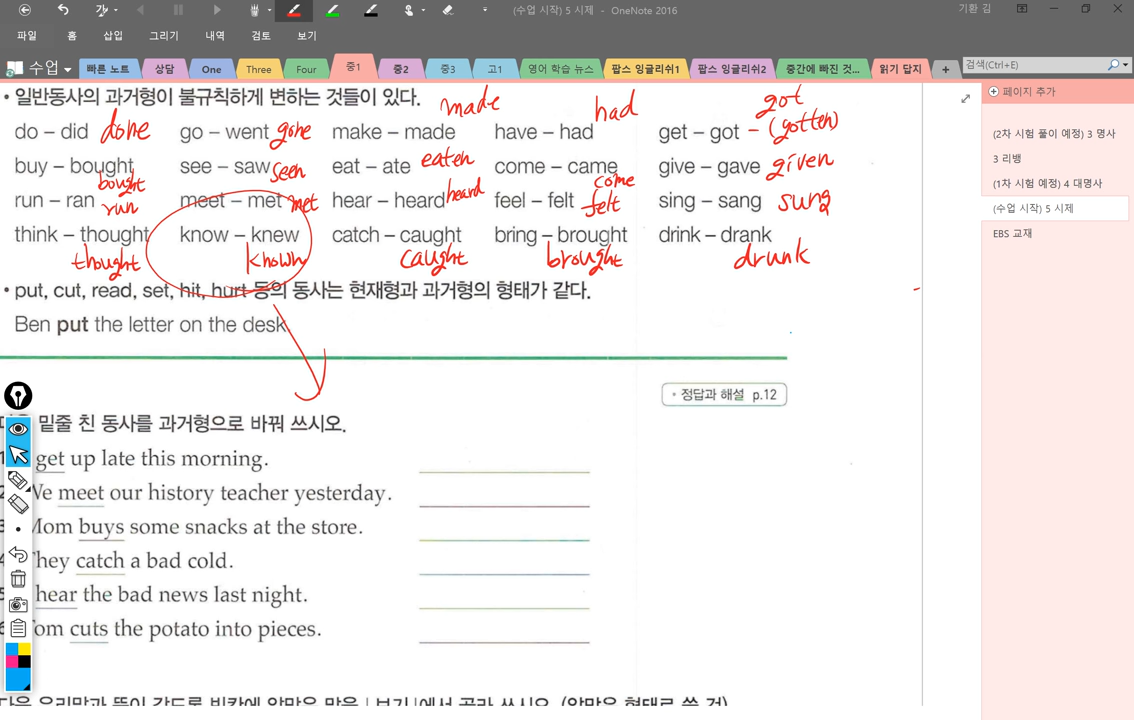 (수업 시작) 5 시제 - OneNote 2016
기환 김
파일 홈 삽입 그리기 내역 검토 보기
수업 빠른 노트 상담 One Three Four 중1 중2 중3 고1 영어 학습 뉴스 팝스 잉글리쉬1 팝스 잉글리쉬2 중간에 빠진 것... 읽기 답지 + 검색(Ctrl+E)
페이지 추가
(2차 시험 풀이 예정) 3 명사
3 리뱅
(1차 시험 예정) 4 대명사
(수업 시작) 5 시제
EBS 교재
• 일반동사의 과거형이 불규칙하게 변하는 것들이 있다.
made had got
do – did done go – went gone make – made have – had get – got – (gotten)
buy – bought see – saw seen eat – ate eaten come – came give – gave given
bought come
run – ran run meet – met met hear – heard heard feel – felt felt sing – sang sung
think – thought know – knew catch – caught bring – brought drink – drank
thought known caught brought drunk
• put, cut, read, set, hit, hurt 동의 동사는 현재형과 과거형의 형태가 같다.
Ben put the letter on the desk
• 정답과 해설 p.12
밑줄 친 동사를 과거형으로 바꿔 쓰시오.
get up late this morning.
We meet our history teacher yesterday.
Mom buys some snacks at the store.
They catch a bad cold.
hear the bad news last night.
Tom cuts the potato into pieces.